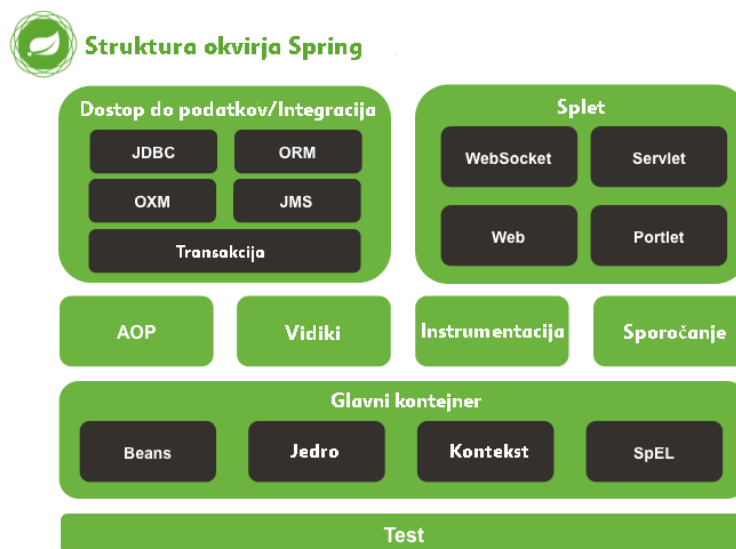 Struktura okvirja Spring
Dostop do podatkov/Integracija
JDBC
ORM
OXM
JMS
Transakcija
Splet
WebSocket
Servlet
Web
Portlet
AOP
Vidiki
Instrumentacija
Sporočanje
Glavni kontejner
Beans
Jedro
Kontekst
SpEL
Test